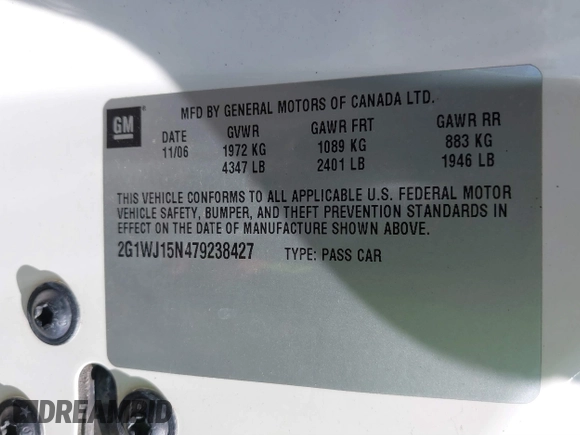 GM
MFD BY GENERAL MOTORS OF CANADA LTD.
DATE GVWR GAWR FRT GAWR RR
11/06 1972 KG 1089 KG 883 KG
4347 LB 2401 LB 1946 LB
THIS VEHICLE CONFORMS TO ALL APPLICABLE U.S. FEDERAL MOTOR
VEHICLE SAFETY, BUMPER, AND THEFT PREVENTION STANDARDS IN
EFFECT ON THE DATE OF MANUFACTURE SHOWN ABOVE.
2G1WJ15N479238427 TYPE: PASS CAR
DREAMBID